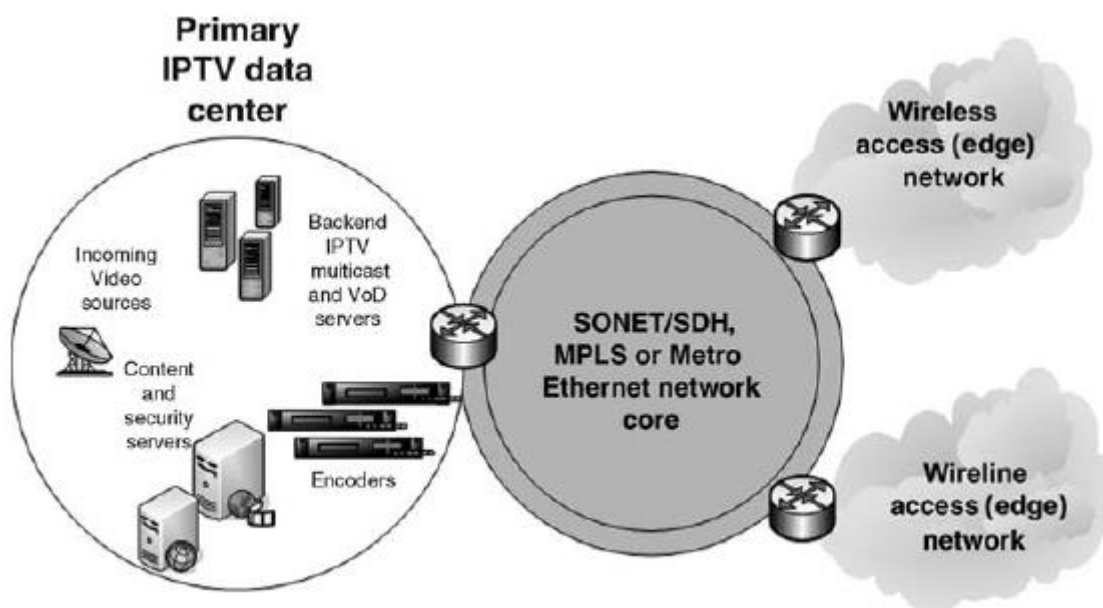 Primary
IPTV data
center
Incoming
Video
sources
Backend
IPTV
multicast
and VoD
servers
Content
and
security
servers
Encoders
SONET/SDH,
MPLS or Metro
Ethernet network
core
Wireless
access (edge)
network
Wireline
access (edge)
network